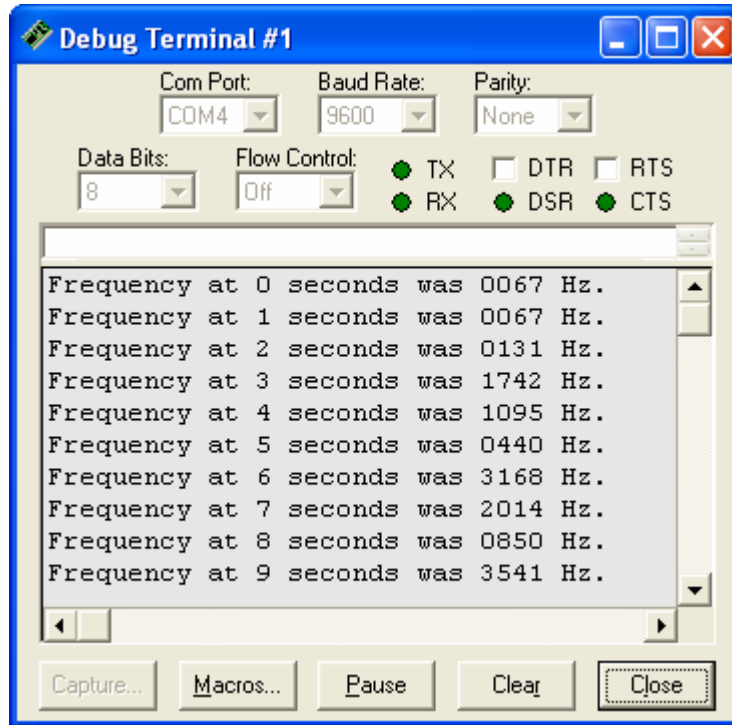 Debug Terminal #1
Com Port: Baud Rate: Parity:
COM4 9600 None
Data Bits: Flow Control: TX DTR RTS
8 Off RX DSR CTS
Frequency at 0 seconds was 0067 Hz.
Frequency at 1 seconds was 0067 Hz.
Frequency at 2 seconds was 0131 Hz.
Frequency at 3 seconds was 1742 Hz.
Frequency at 4 seconds was 1095 Hz.
Frequency at 5 seconds was 0440 Hz.
Frequency at 6 seconds was 3168 Hz.
Frequency at 7 seconds was 2014 Hz.
Frequency at 8 seconds was 0850 Hz.
Frequency at 9 seconds was 3541 Hz.
Capture... Macros... Pause Clear Close